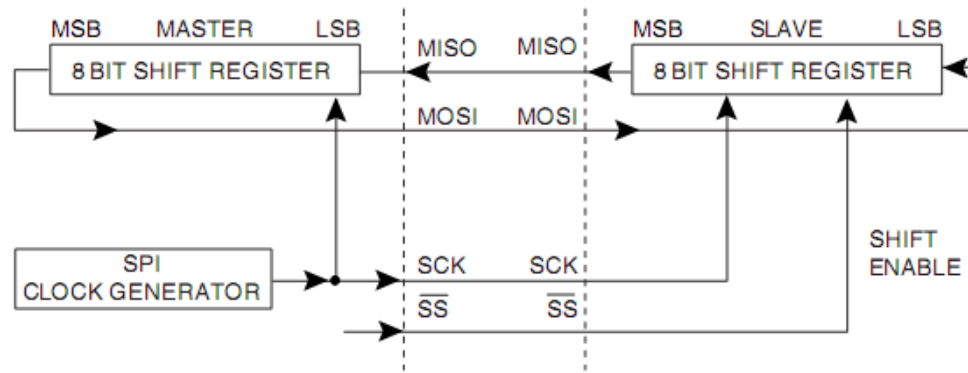 MSB MASTER LSB
8 BIT SHIFT REGISTER
MISO MISO
MSB SLAVE LSB
8 BIT SHIFT REGISTER
MOSI MOSI
SHIFT
ENABLE
SPI
CLOCK GENERATOR
SCK SCK
SS SS